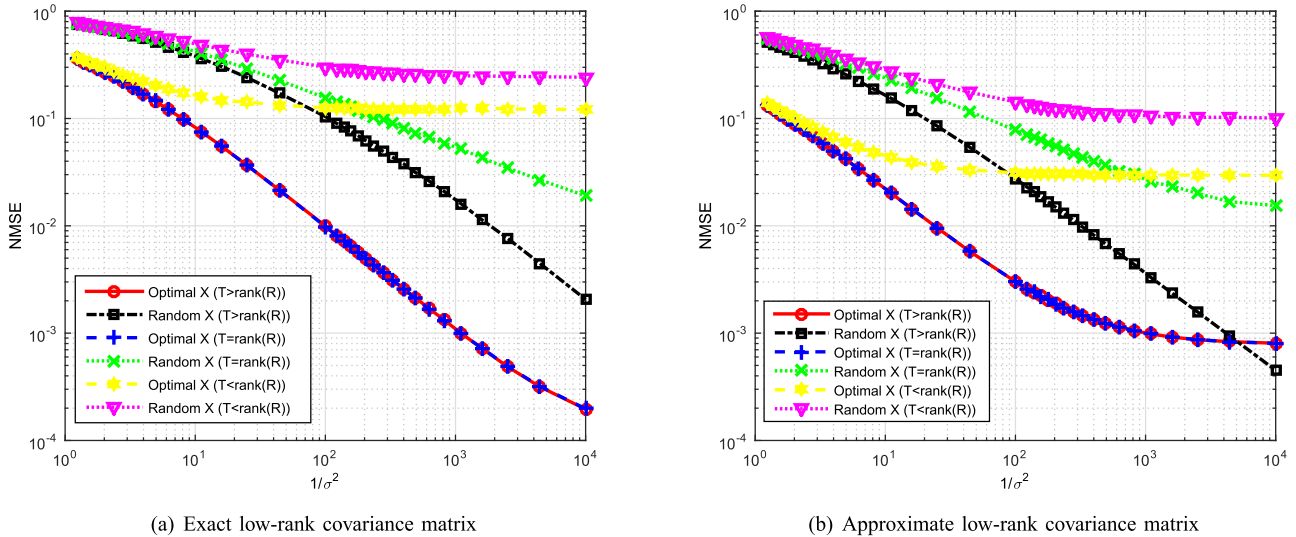 10^0
10^-1
10^-2
10^-3
10^-4
NMSE
Optimal X (T>rank(R))
Random X (T>rank(R))
Optimal X (T=rank(R))
Random X (T=rank(R))
Optimal X (T<rank(R))
Random X (T<rank(R))
10^0 10^1 10^2 10^3 10^4
1/σ^2
(a) Exact low-rank covariance matrix
10^0
10^-1
10^-2
10^-3
10^-4
NMSE
Optimal X (T>rank(R))
Random X (T>rank(R))
Optimal X (T=rank(R))
Random X (T=rank(R))
Optimal X (T<rank(R))
Random X (T<rank(R))
10^0 10^1 10^2 10^3 10^4
1/σ^2
(b) Approximate low-rank covariance matrix